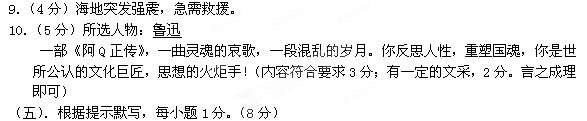 9.(4分)海地突发强震，急需救援。
10.(5分)所选人物：鲁迅
一部《阿Q正传》，一曲灵魂的哀歌，一段混乱的岁月。你反思人性，重塑国魂，你是世
所公认的文化巨匠，思想的火炬手！(内容符合要求3分；有一定的文采，2分。言之成理
即可)
(五)．根据提示默写，每小题1分。(8分)